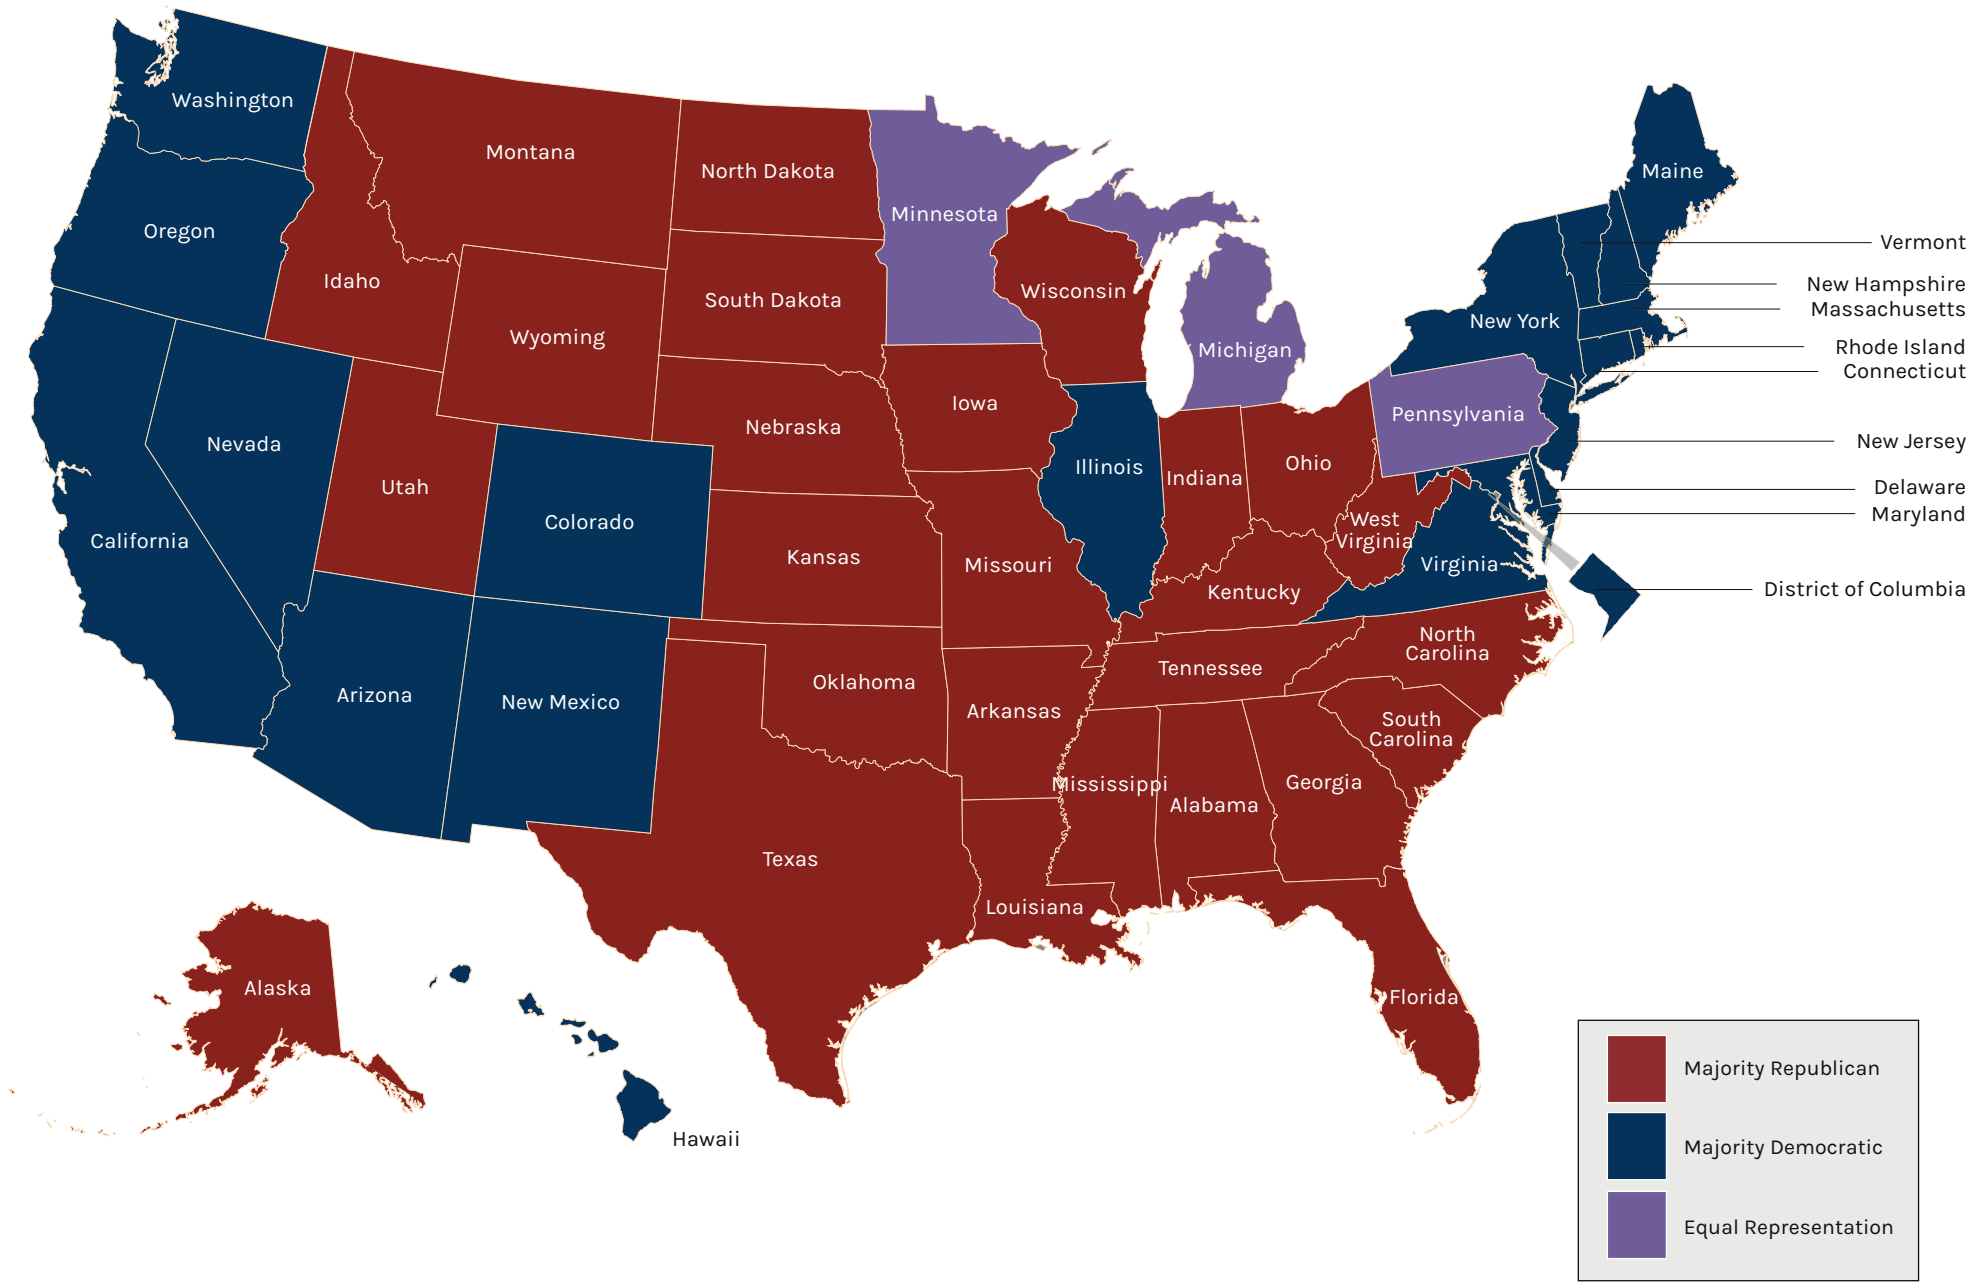 Washington
Montana
North Dakota
Minnesota
Maine
Oregon
Idaho
Wyoming
South Dakota
Wisconsin
Michigan
New York
Vermont
New Hampshire
Massachusetts
Rhode Island
Connecticut
Nevada
Utah
Colorado
Nebraska
Iowa
Illinois
Indiana
Ohio
Pennsylvania
New Jersey
Delaware
Maryland
California
Kansas
Missouri
Kentucky
West
Virginia
Virginia
District of Columbia
Arizona
New Mexico
Oklahoma
Arkansas
Tennessee
North
Carolina
South
Carolina
Texas
Louisiana
Mississippi
Alabama
Georgia
Florida
Alaska
Hawaii
Majority Republican
Majority Democratic
Equal Representation